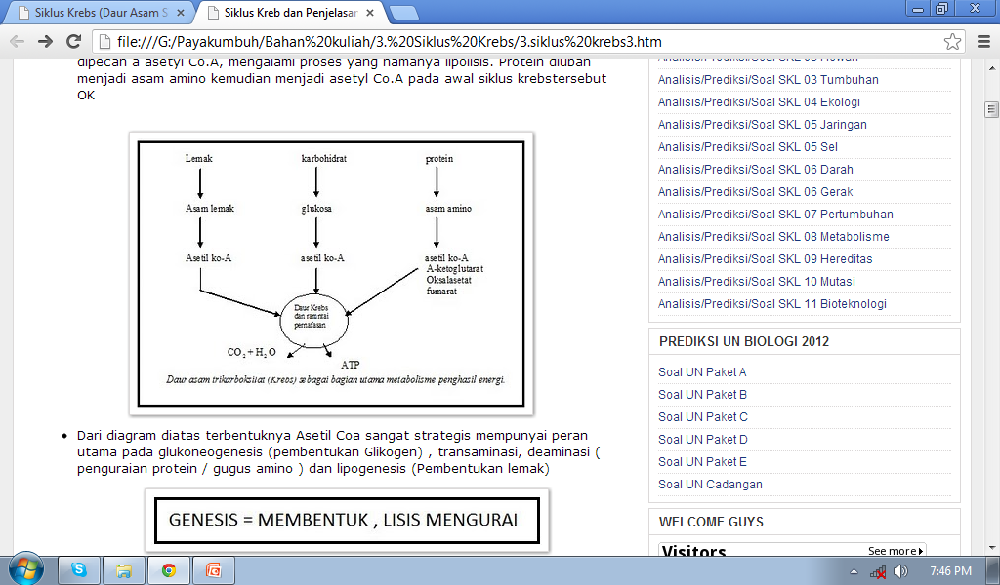 Siklus Krebs (Daur Asam S
Siklus Kreb dan Penjelasan
file:///G:/Payakumbuh/Bahan%20kuliah/3.%20Siklus%20Krebs/3.siklus%20krebs3.htm
dipecah a asetyl Co.A, mengalami proses yang namanya lipolisis. Protein diubah
menjadi asam amino kemudian menjadi asetyl Co.A pada awal siklus krebstersebut
OK
Lemak karbohidrat protein
Asam lemak glukosa asam amino
Asetil ko-A asetil ko-A asetil ko-A
A-ketoglutarat
Oksalasetat
fumarat
Daur Krebs
dan rantai
pernafasan
CO2 + H2O
ATP
Daur asam trikarboksilat (Krebs) sebagai bagian utama metabolisme penghasil energi.
Dari diagram diatas terbentuknya Asetil Coa sangat strategis mempunyai peran
utama pada glukoneogenesis (pembentukan Glikogen) , transaminasi, deaminasi (
penguraian protein / gugus amino ) dan lipogenesis (Pembentukan lemak)
GENESIS = MEMBENTUK , LISIS MENGURAI
Analisis/Prediksi/Soal SKL 03 Tumbuhan
Analisis/Prediksi/Soal SKL 04 Ekologi
Analisis/Prediksi/Soal SKL 05 Jaringan
Analisis/Prediksi/Soal SKL 05 Sel
Analisis/Prediksi/Soal SKL 06 Darah
Analisis/Prediksi/Soal SKL 06 Gerak
Analisis/Prediksi/Soal SKL 07 Pertumbuhan
Analisis/Prediksi/Soal SKL 08 Metabolisme
Analisis/Prediksi/Soal SKL 09 Hereditas
Analisis/Prediksi/Soal SKL 10 Mutasi
Analisis/Prediksi/Soal SKL 11 Bioteknologi
PREDIKSI UN BIOLOGI 2012
Soal UN Paket A
Soal UN Paket B
Soal UN Paket C
Soal UN Paket D
Soal UN Paket E
Soal UN Cadangan
WELCOME GUYS
Visitors See more
7:46 PM